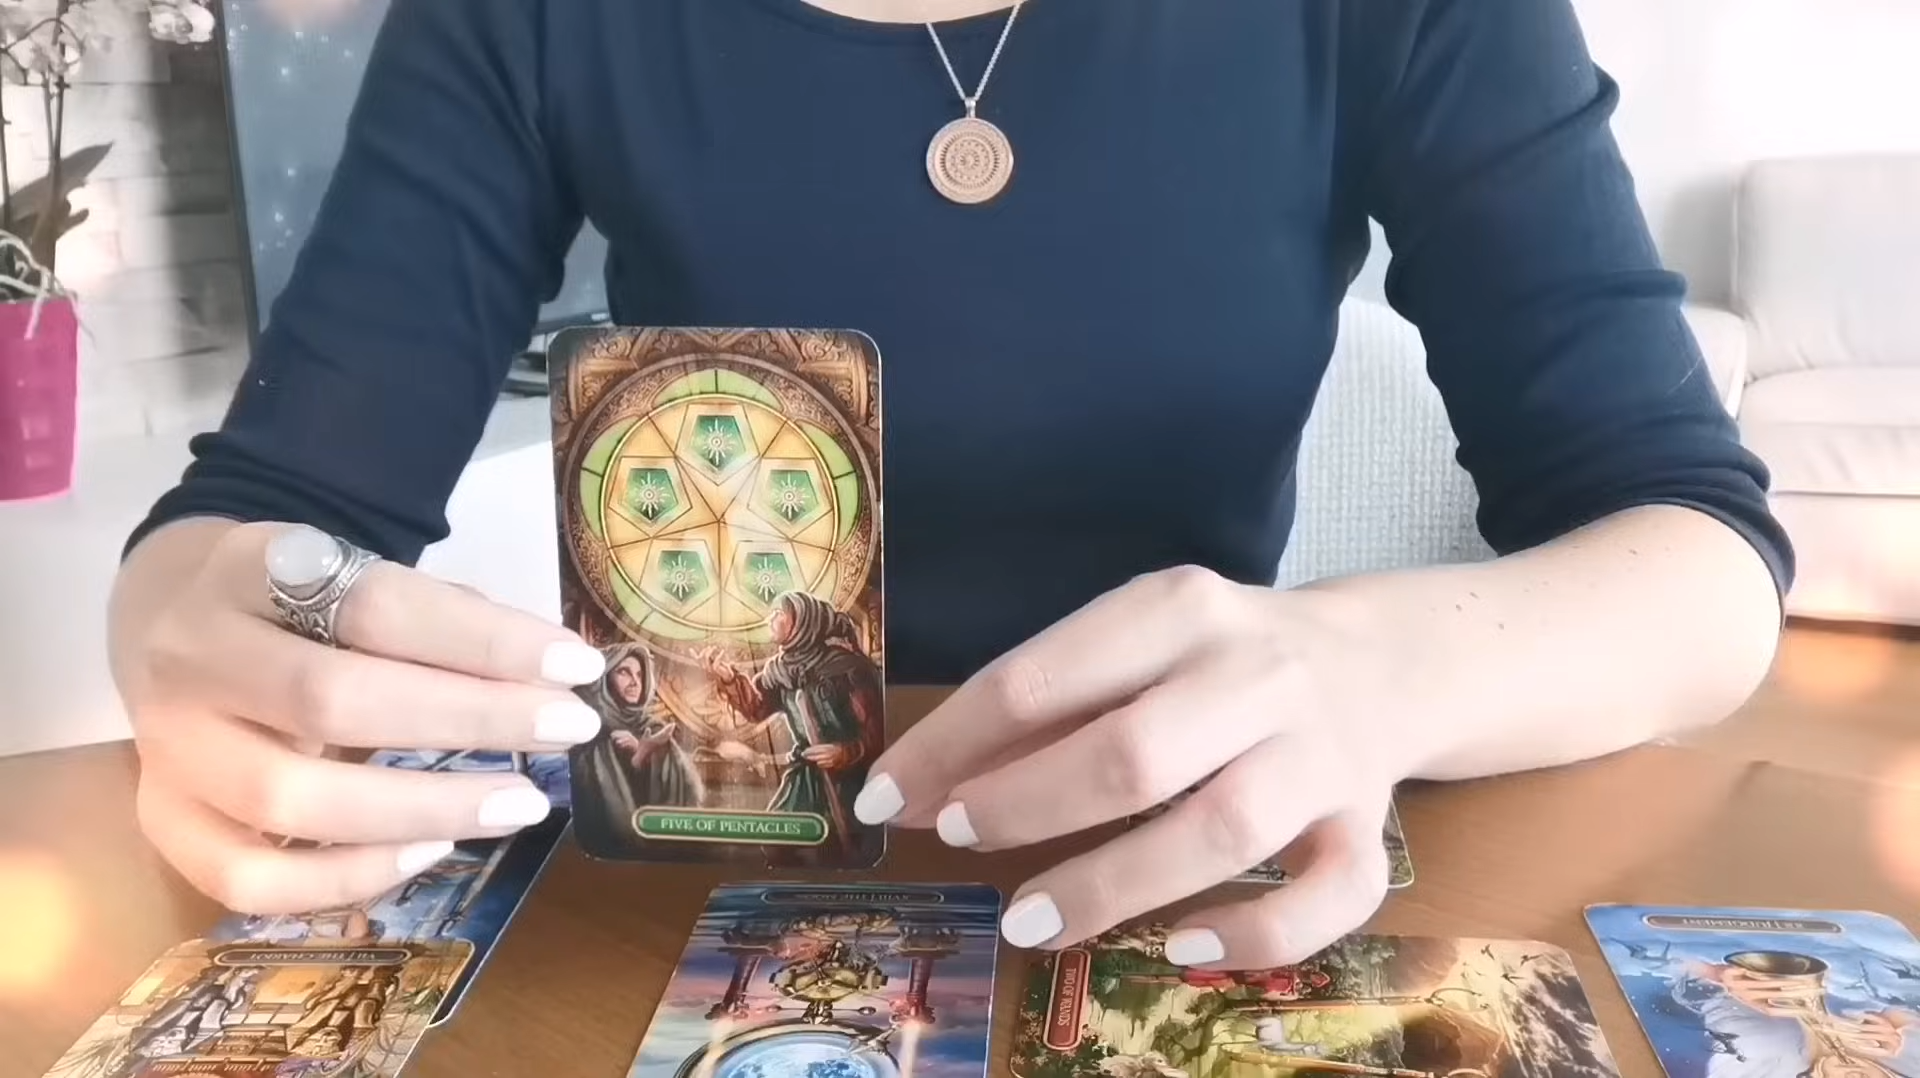 FIVE OF PENTACLES
XVIII | THE MOON
VII | THE CHARIOT
TWO OF WANDS
XX | JUDGEMENT